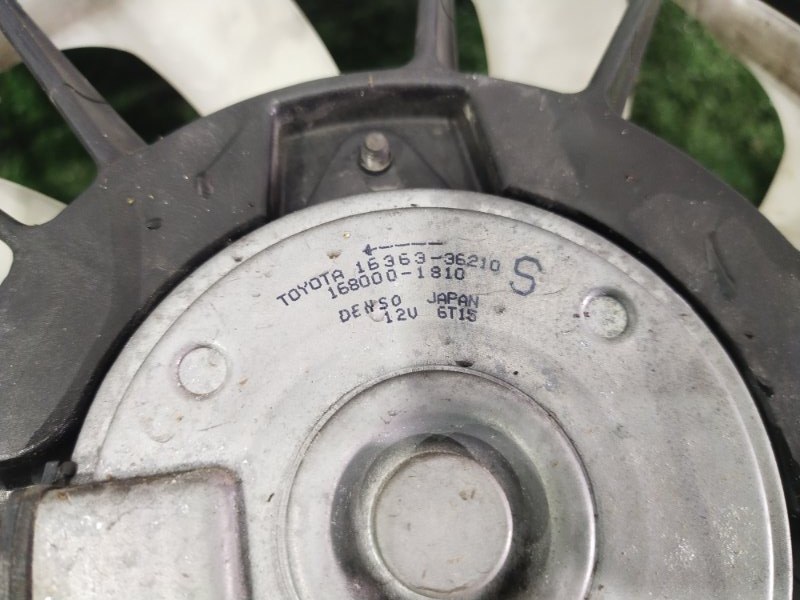 TOYOTA 16363-36210 S
168000-1810
DENSO JAPAN
12V 6T15